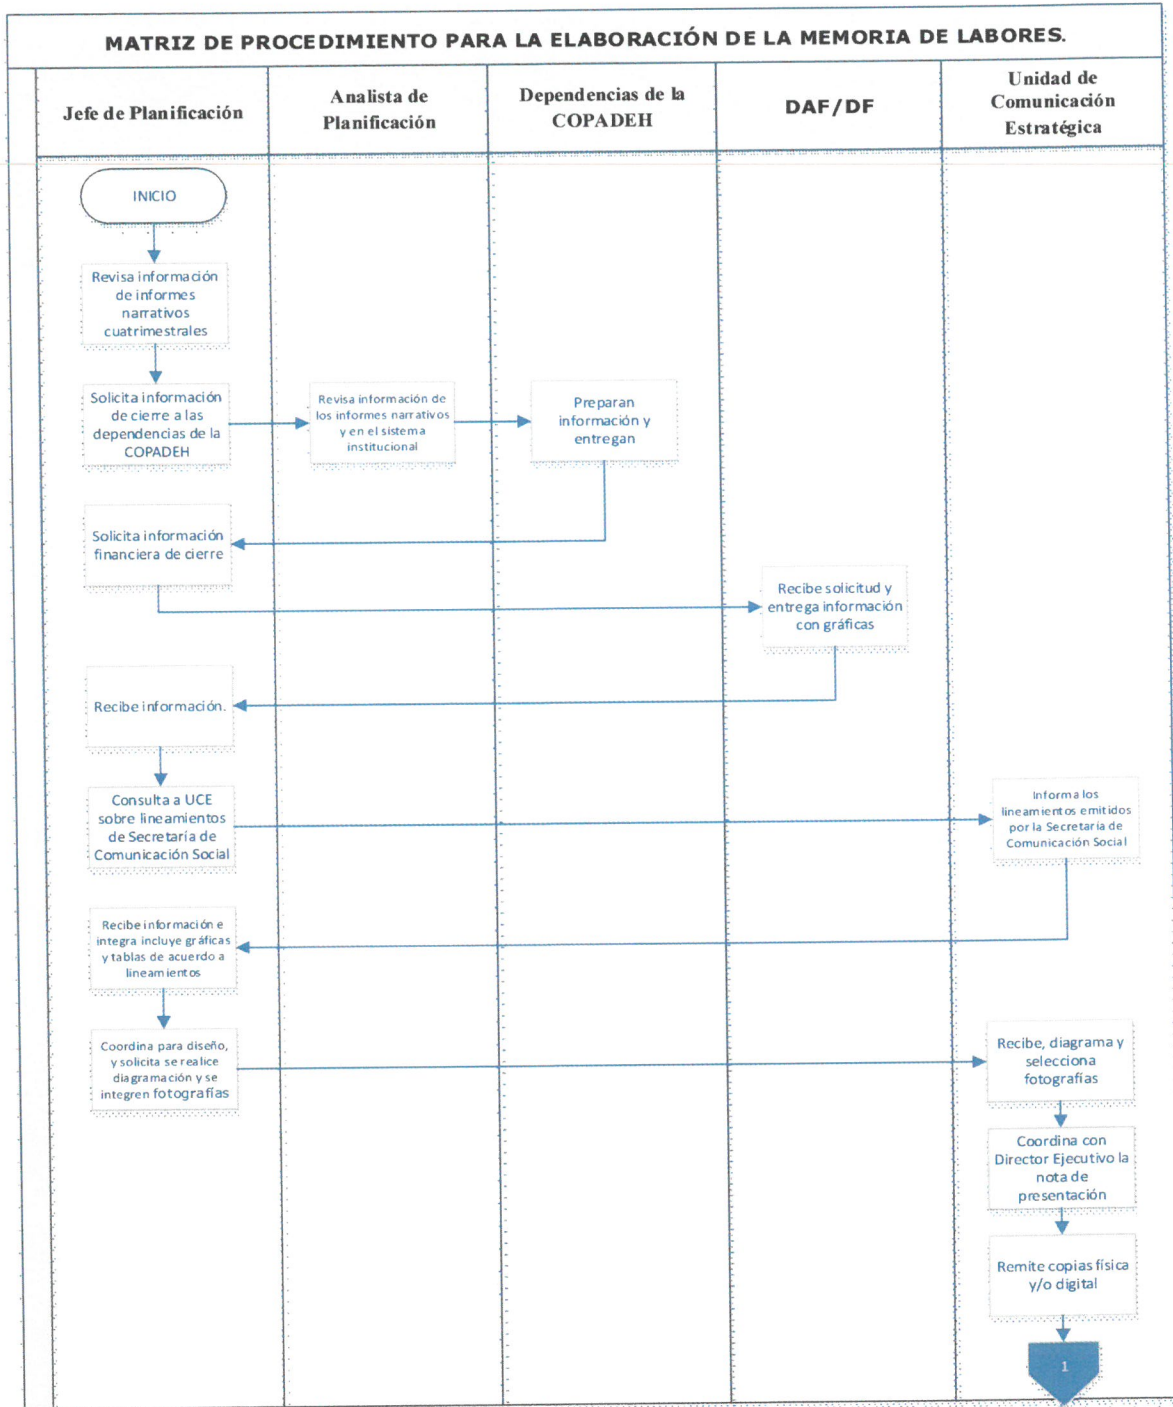 MATRIZ DE PROCEDIMIENTO PARA LA ELABORACIÓN DE LA MEMORIA DE LABORES.
Jefe de Planificación
Analista de
Planificación
Dependencias de la
COPADEH
DAF/DF
Unidad de
Comunicación
Estratégica
INICIO
Revisa información
de informes
narrativos
cuatrimestrales
Solicita información
de cierre a las
dependencias de la
COPADEH
Revisa información de
los informes narrativos
y en el sistema
institucional
Preparan
información y
entregan
Solicita información
financiera de cierre
Recibe solicitud y
entrega información
con gráficas
Recibe información.
Consulta a UCE
sobre lineamientos
de Secretaría de
Comunicación Social
Informa los
lineamientos emitidos
por la Secretaría de
Comunicación Social
Recibe información e
integra incluye gráficas
y tablas de acuerdo a
lineamientos
Coordina para diseño,
y solicita se realice
diagramación y se
integren fotografías
Recibe, diagrama y
selecciona
fotografías
Coordina con
Director Ejecutivo la
nota de
presentación
Remite copias física
y/o digital
1